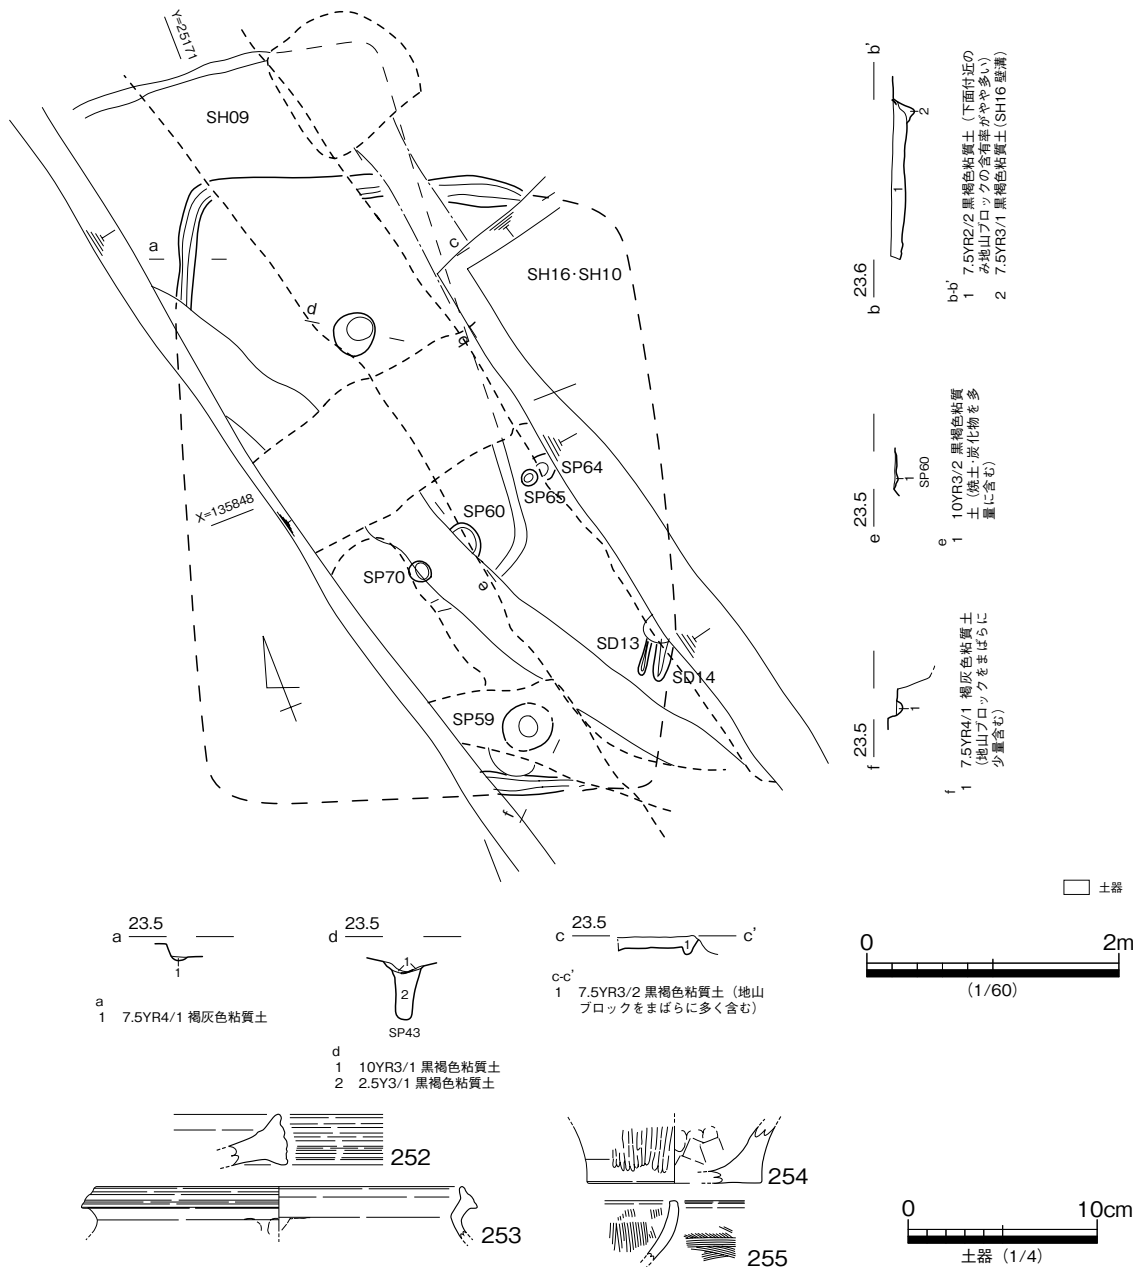 Y=25171
SH09
a
c
SH16・SH10
d
e
SP64
SP65
SP60
X=135848
SP70
e
SD13
SD14
SP59
f
b 23.6 b'
1
2
b-b'
1 7.5YR2/2 黒褐色粘質土（下面付近の
み地山ブロックの含有率がやや多い）
2 7.5YR3/1 黒褐色粘質土（SH16 壁溝）
e 23.5
1
SP60
e
1 10YR3/2 黒褐色粘質
土（焼土・炭化物を多
量に含む）
f 23.5
1
f
1 7.5YR4/1 褐灰色粘質土
（地山ブロックをまばらに
少量含む）
土器
a 23.5
1
a
1 7.5YR4/1 褐灰色粘質土
d 23.5
1
2
SP43
d
1 10YR3/1 黒褐色粘質土
2 2.5Y3/1 黒褐色粘質土
c 23.5 c'
1
c-c'
1 7.5YR3/2 黒褐色粘質土（地山
ブロックをまばらに多く含む）
0 2m
(1/60)
252
253
254
255
0 10cm
土器（1/4）